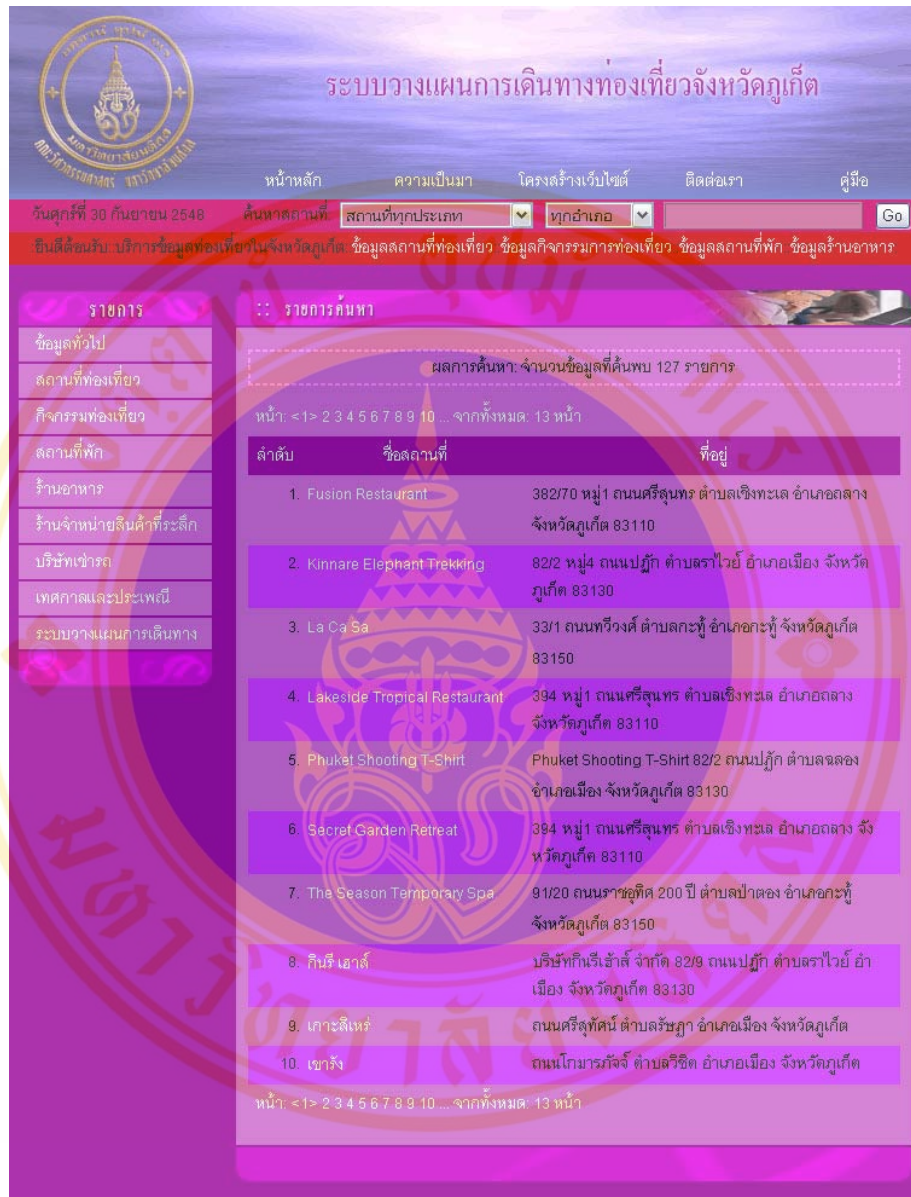 ระบบวางแผนการเดินทางท่องเที่ยวจังหวัดภูเก็ต
หน้าหลัก ความเป็นมา โครงสร้างเว็บไซต์ ติดต่อเรา คู่มือ
วันศุกร์ที่ 30 กันยายน 2548 ค้นหาสถานที่: สถานที่ทุกประเภท ทุกอำเภอ Go
ยินดีต้อนรับ: บริการข้อมูลท่องเที่ยวในจังหวัดภูเก็ต: ข้อมูลสถานที่ท่องเที่ยว ข้อมูลกิจกรรมการท่องเที่ยว ข้อมูลสถานที่พัก ข้อมูลร้านอาหาร
รายการ
ข้อมูลทั่วไป
สถานที่ท่องเที่ยว
กิจกรรมท่องเที่ยว
สถานที่พัก
ร้านอาหาร
ร้านจำหน่ายสินค้าที่ระลึก
บริษัทเช่ารถ
เทศกาลและประเพณี
ระบบวางแผนการเดินทาง
:: รายการค้นหา
ผลการค้นหา: จำนวนข้อมูลที่ค้นพบ 127 รายการ
หน้า: <1> 2 3 4 5 6 7 8 9 10 ... จากทั้งหมด: 13 หน้า
ลำดับ ชื่อสถานที่ ที่อยู่
1. Fusion Restaurant 382/70 หมู่1 ถนนศรีสุนทร ตำบลเชิงทะเล อำเภอถลาง
จังหวัดภูเก็ต 83110
2. Kinnare Elephant Trekking 82/2 หมู่4 ถนนปฏัก ตำบลราไวย์ อำเภอเมือง จังหวัด
ภูเก็ต 83130
3. La Ca Sa 33/1 ถนนทวีวงศ์ ตำบลกะทู้ อำเภอกะทู้ จังหวัดภูเก็ต
83150
4. Lakeside Tropical Restaurant 394 หมู่1 ถนนศรีสุนทร ตำบลเชิงทะเล อำเภอถลาง
จังหวัดภูเก็ต 83110
5. Phuket Shooting T-Shirt Phuket Shooting T-Shirt 82/2 ถนนปฏัก ตำบลฉลอง
อำเภอเมือง จังหวัดภูเก็ต 83130
6. Secret Garden Retreat 394 หมู่1 ถนนศรีสุนทร ตำบลเชิงทะเล อำเภอถลาง จัง
หวัดภูเก็ต 83110
7. The Season Temporary Spa 91/20 ถนนราชอุทิศ 200 ปี ตำบลป่าตอง อำเภอกะทู้
จังหวัดภูเก็ต 83150
8. กินรี เฮาส์ บริษัทกินรีเฮ้าส์ จำกัด 82/9 ถนนปฏัก ตำบลราไวย์ อำ
เมือง จังหวัดภูเก็ต 83130
9. เกาะสิเหร่ ถนนศรีสุทัศน์ ตำบลรัษฎา อำเภอเมือง จังหวัดภูเก็ต
10. เขารัง ถนนโกมารภัจจ์ ตำบลวิชิต อำเภอเมือง จังหวัดภูเก็ต
หน้า: <1> 2 3 4 5 6 7 8 9 10 ... จากทั้งหมด: 13 หน้า